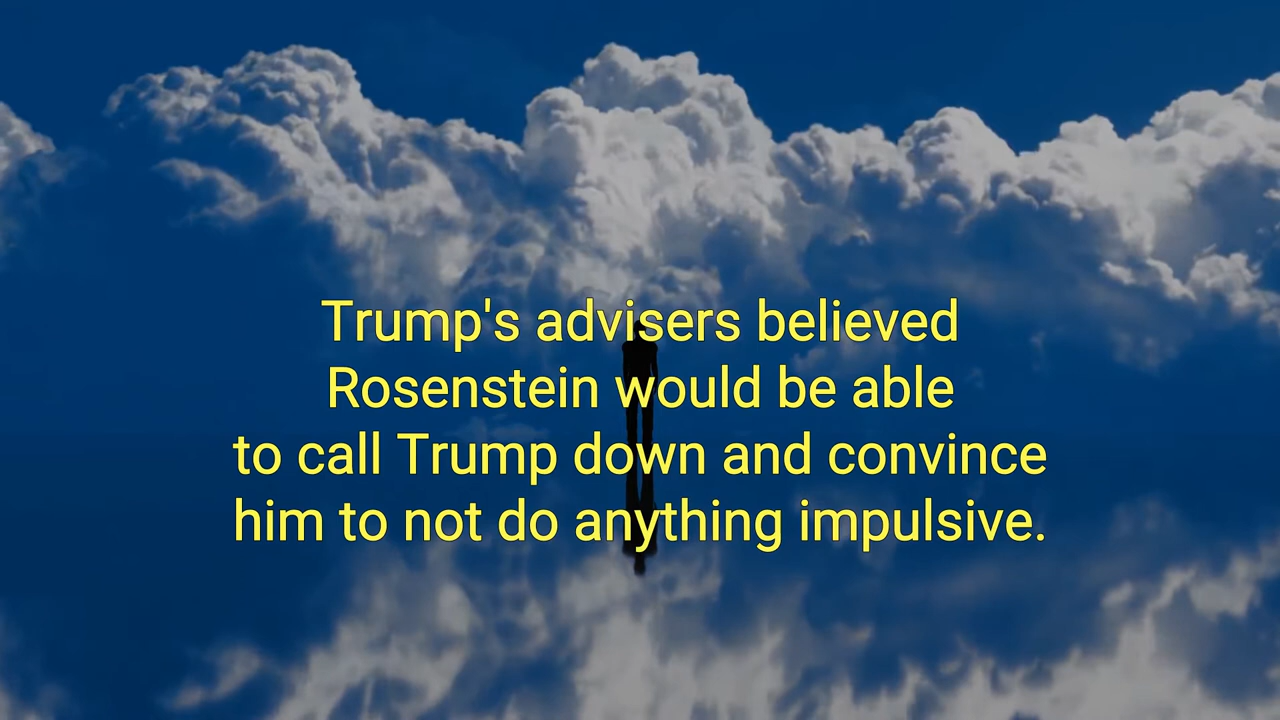 Trump's advisers believed
Rosenstein would be able
to call Trump down and convince
him to not do anything impulsive.